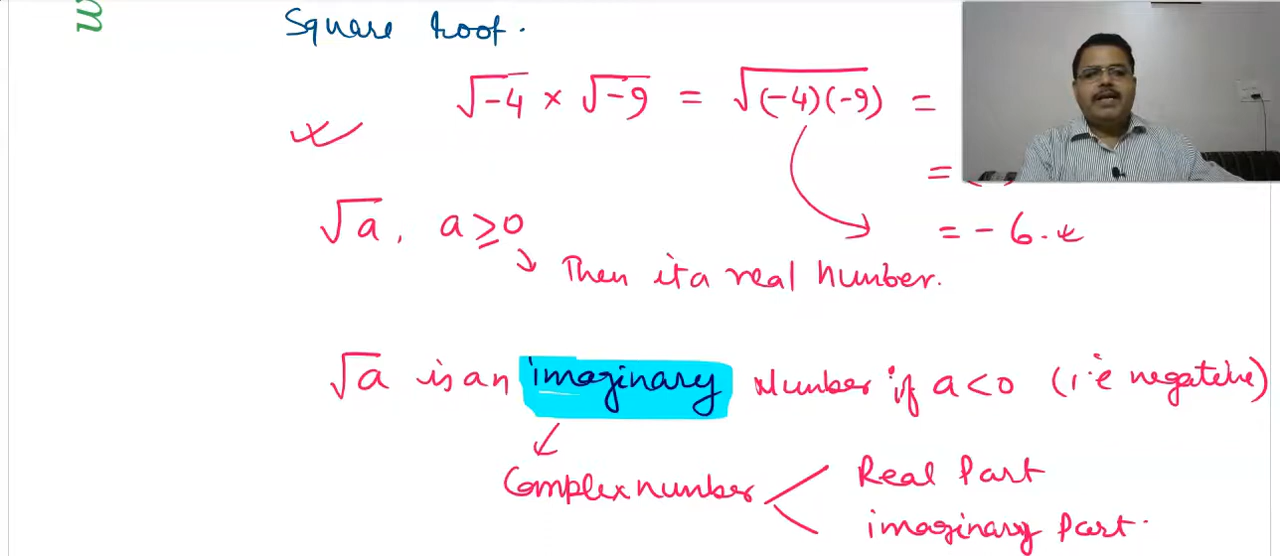 Square root.
√-4 × √-9 = √(-4)(-9) =
=
√a, a ≥ 0
= - 6.
Then it a real number.
√a is an imaginary Number if a < 0 (i.e negative)
Complex number
Real Part
imaginary Part.